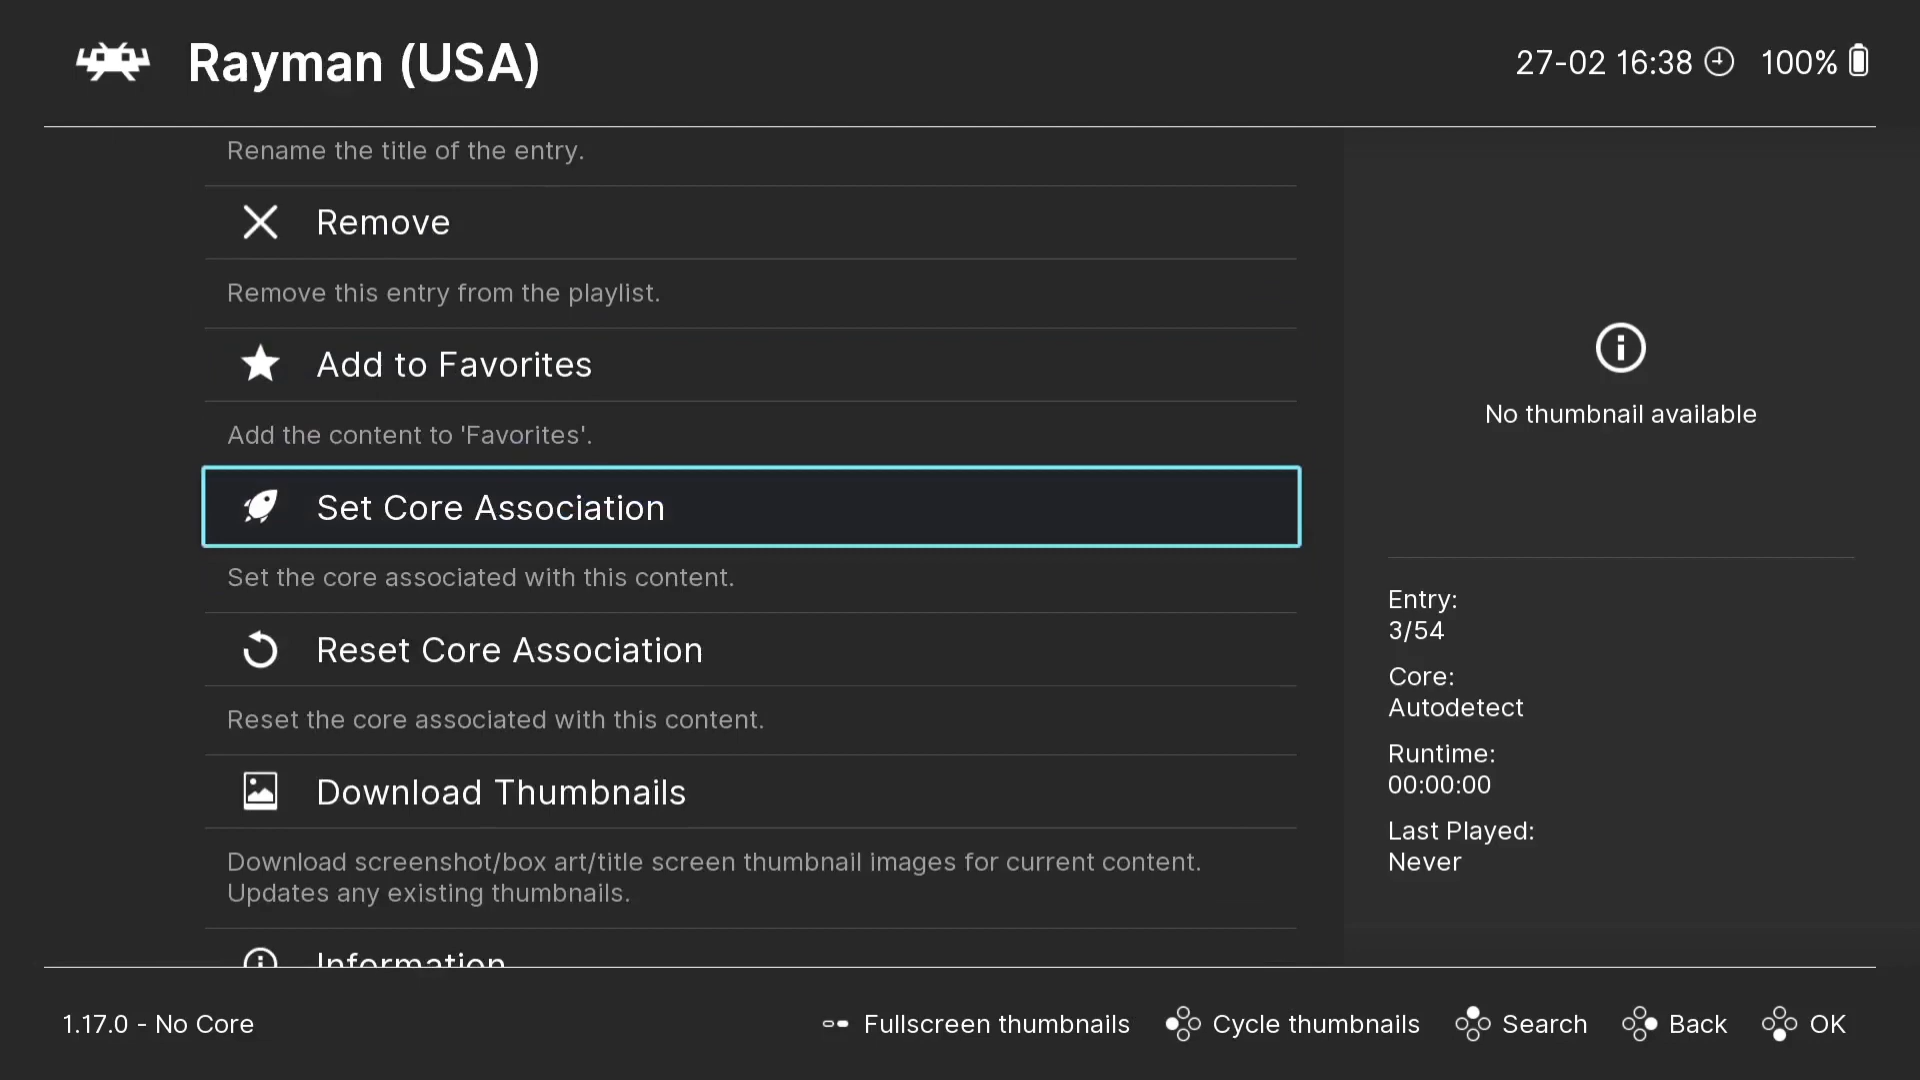 Rayman (USA)
27-02 16:38 100%
Rename the title of the entry.
Remove
Remove this entry from the playlist.
Add to Favorites
Add the content to 'Favorites'.
Set Core Association
Set the core associated with this content.
Reset Core Association
Reset the core associated with this content.
Download Thumbnails
Download screenshot/box art/title screen thumbnail images for current content.
Updates any existing thumbnails.
Information
No thumbnail available
Entry:
3/54
Core:
Autodetect
Runtime:
00:00:00
Last Played:
Never
1.17.0 - No Core
Fullscreen thumbnails Cycle thumbnails Search Back OK